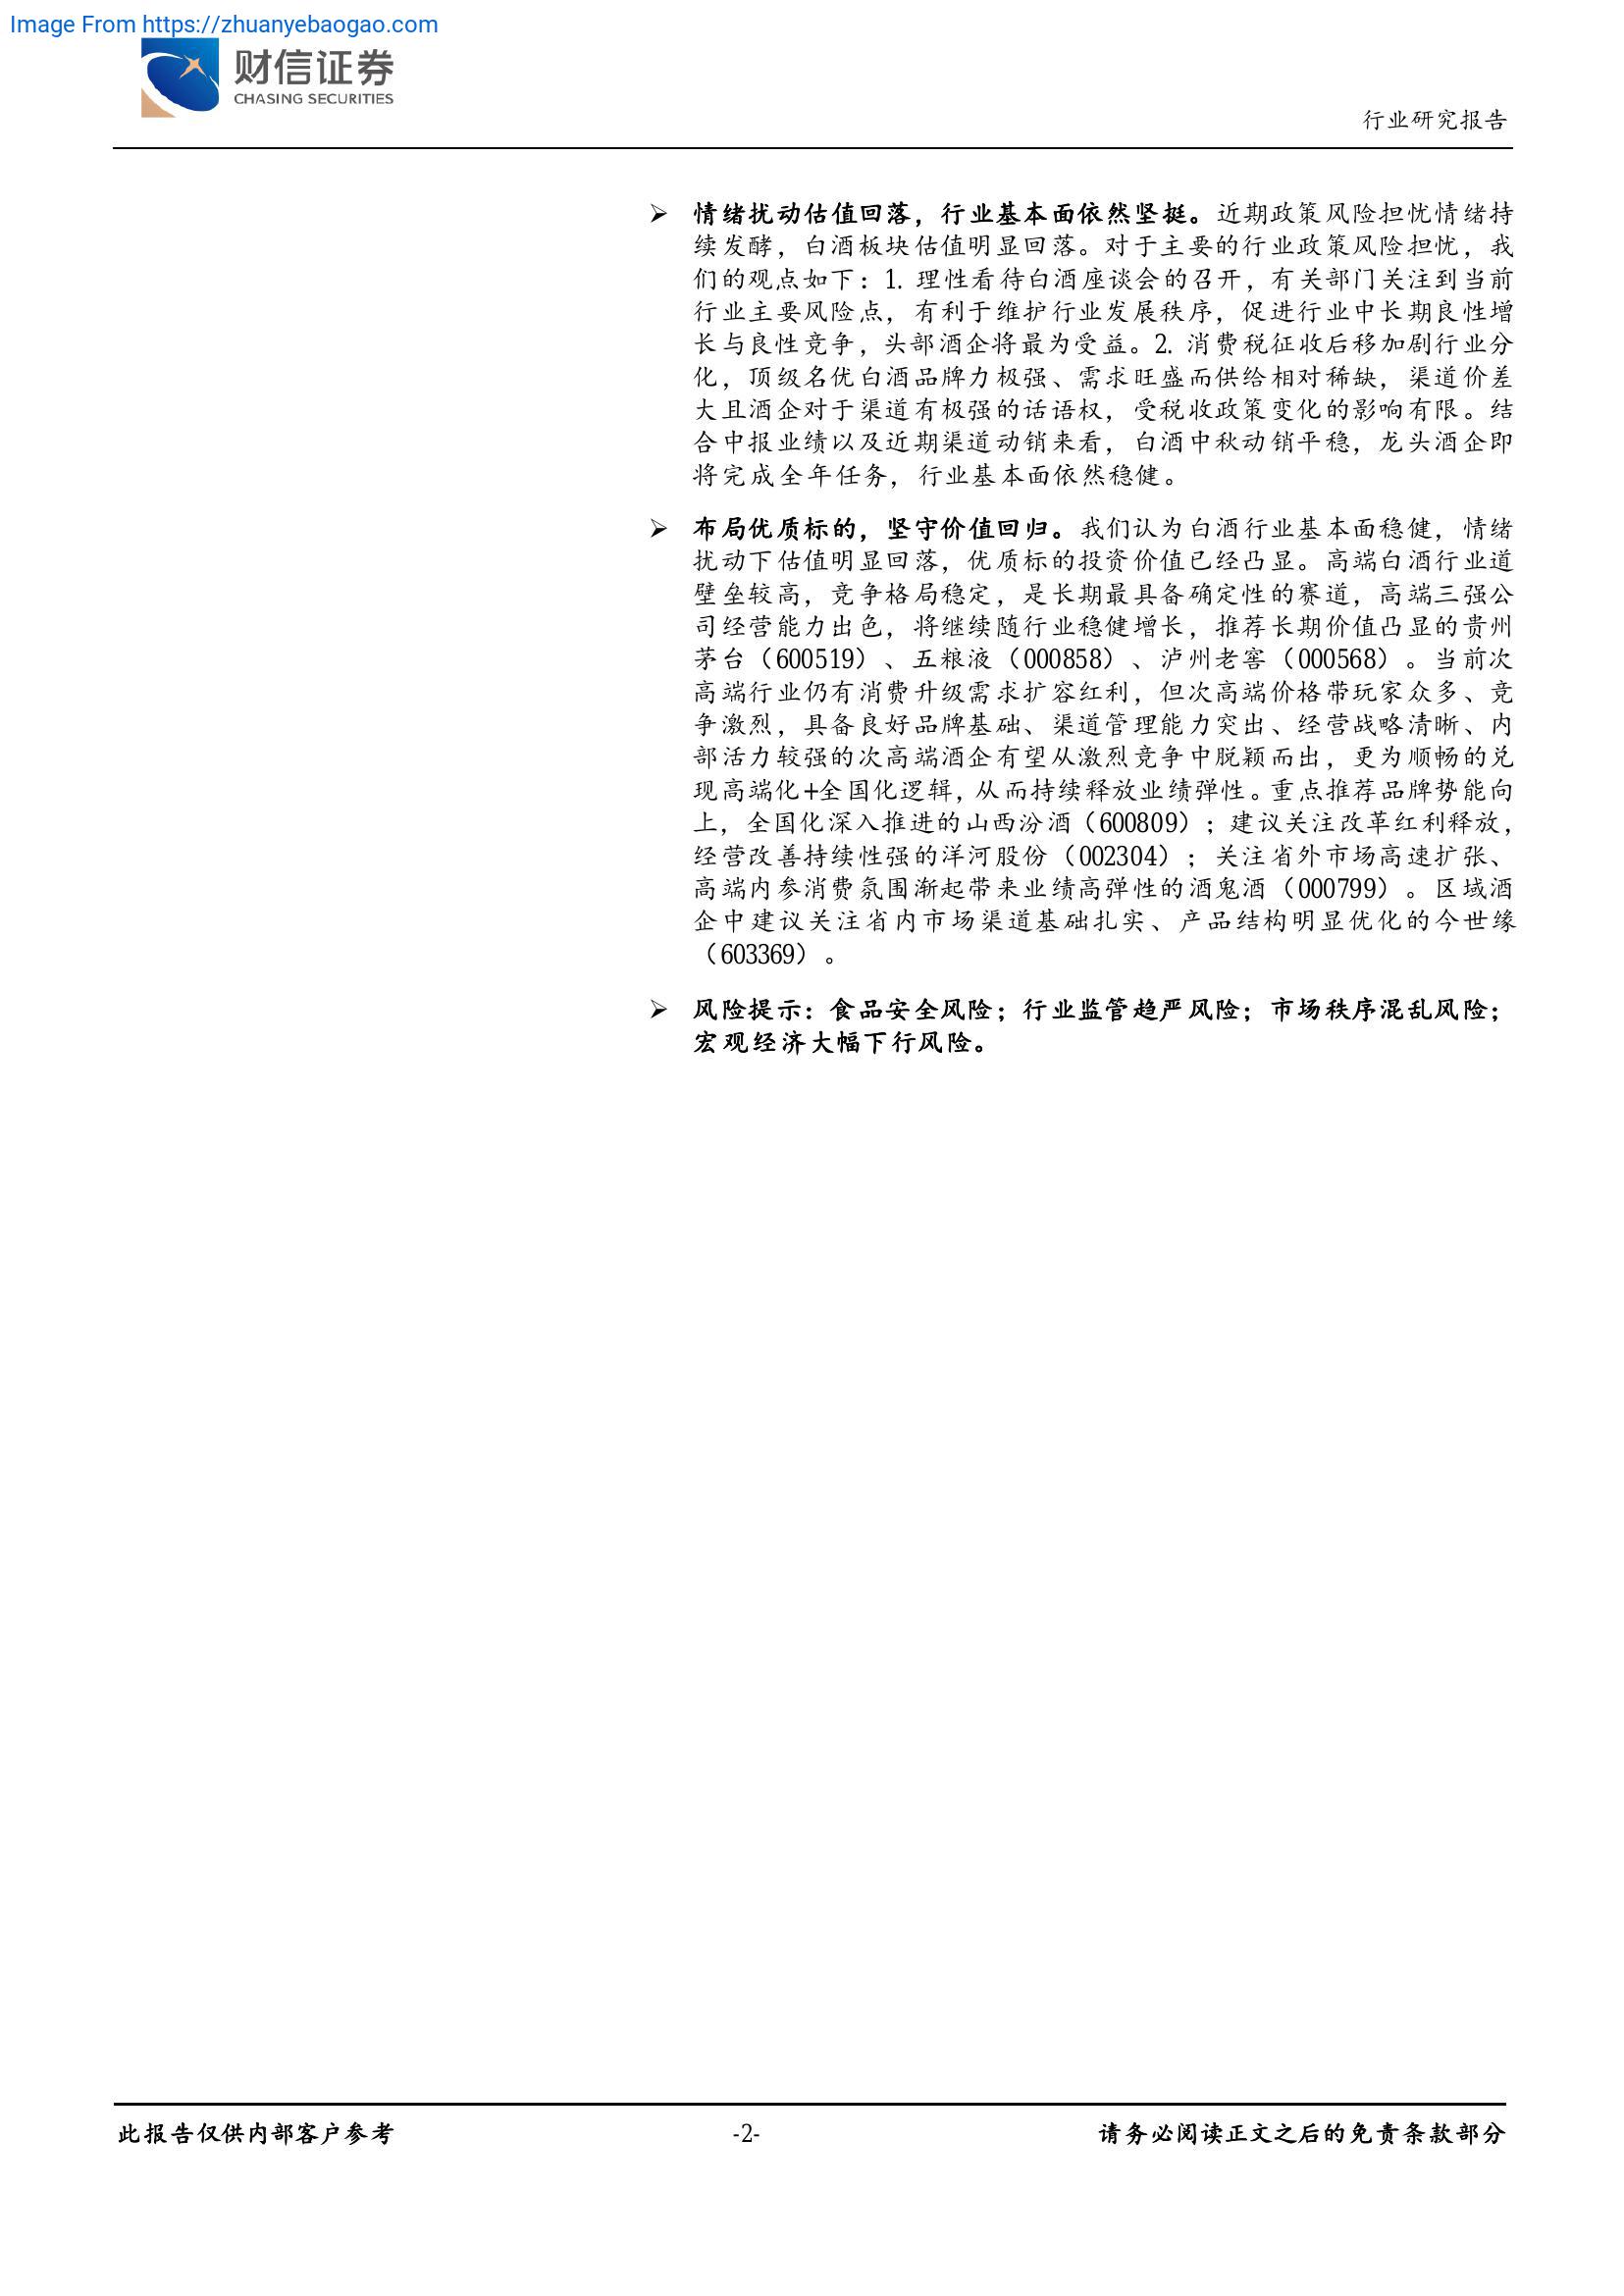 Image From https://zhuanyebaogao.com
财信证券
CHASING SECURITIES
行业研究报告
➢ 情绪扰动估值回落，行业基本面依然坚挺。近期政策风险担忧情绪持
续发酵，白酒板块估值明显回落。对于主要的行业政策风险担忧，我
们的观点如下：1. 理性看待白酒座谈会的召开，有关部门关注到当前
行业主要风险点，有利于维护行业发展秩序，促进行业中长期良性增
长与良性竞争，头部酒企将最为受益。2. 消费税征收后移加剧行业分
化，顶级名优白酒品牌力极强、需求旺盛而供给相对稀缺，渠道价差
大且酒企对于渠道有极强的话语权，受税收政策变化的影响有限。结
合中报业绩以及近期渠道动销来看，白酒中秋动销平稳，龙头酒企即
将完成全年任务，行业基本面依然稳健。
➢ 布局优质标的，坚守价值回归。我们认为白酒行业基本面稳健，情绪
扰动下估值明显回落，优质标的投资价值已经凸显。高端白酒行业道
壁垒较高，竞争格局稳定，是长期最具备确定性的赛道，高端三强公
司经营能力出色，将继续随行业稳健增长，推荐长期价值凸显的贵州
茅台（600519）、五粮液（000858）、泸州老窖（000568）。当前次
高端行业仍有消费升级需求扩容红利，但次高端价格带玩家众多、竞
争激烈，具备良好品牌基础、渠道管理能力突出、经营战略清晰、内
部活力较强的次高端酒企有望从激烈竞争中脱颖而出，更为顺畅的兑
现高端化+全国化逻辑，从而持续释放业绩弹性。重点推荐品牌势能向
上，全国化深入推进的山西汾酒（600809）；建议关注改革红利释放，
经营改善持续性强的洋河股份（002304）；关注省外市场高速扩张、
高端内参消费氛围渐起带来业绩高弹性的酒鬼酒（000799）。区域酒
企中建议关注省内市场渠道基础扎实、产品结构明显优化的今世缘
（603369）。
➢ 风险提示：食品安全风险；行业监管趋严风险；市场秩序混乱风险；
宏观经济大幅下行风险。
此报告仅供内部客户参考
-2-
请务必阅读正文之后的免责条款部分